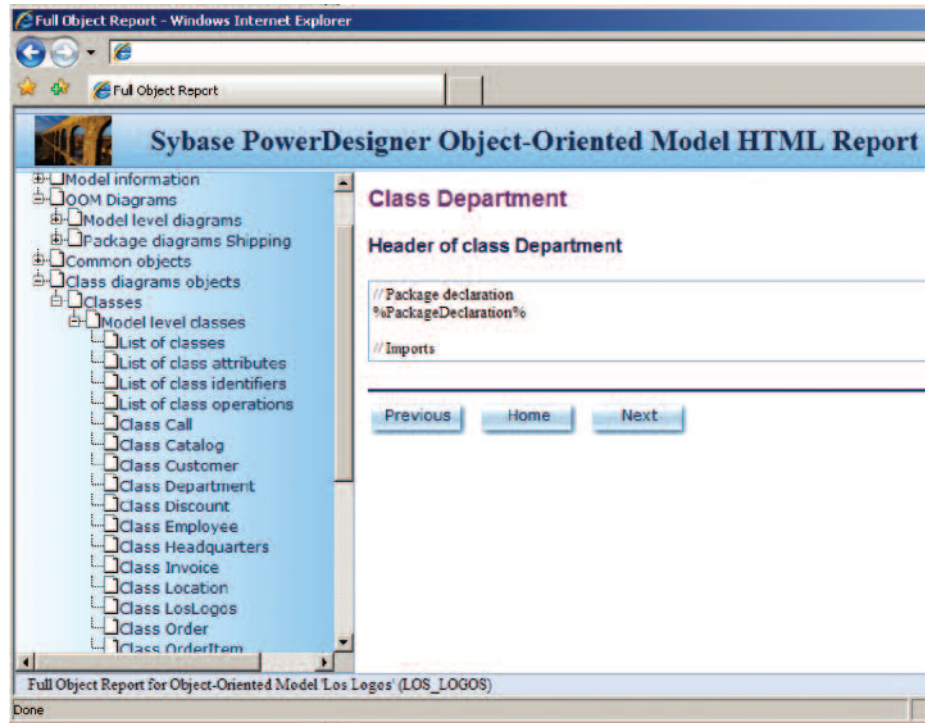 Full Object Report - Windows Internet Explorer
Full Object Report
Sybase PowerDesigner Object-Oriented Model HTML Report
Model information
OOM Diagrams
Model level diagrams
Package diagrams Shipping
Common objects
Class diagrams objects
Classes
Model level classes
List of classes
List of class attributes
List of class identifiers
List of class operations
Class Call
Class Catalog
Class Customer
Class Department
Class Discount
Class Employee
Class Headquarters
Class Invoice
Class Location
Class LosLogos
Class Order
Class OrderItem
Class Department
Header of class Department
// Package declaration
%PackageDeclaration%
// Imports
Previous
Home
Next
Full Object Report for Object-Oriented Model 'Los Logos' (LOS_LOGOS)
Done